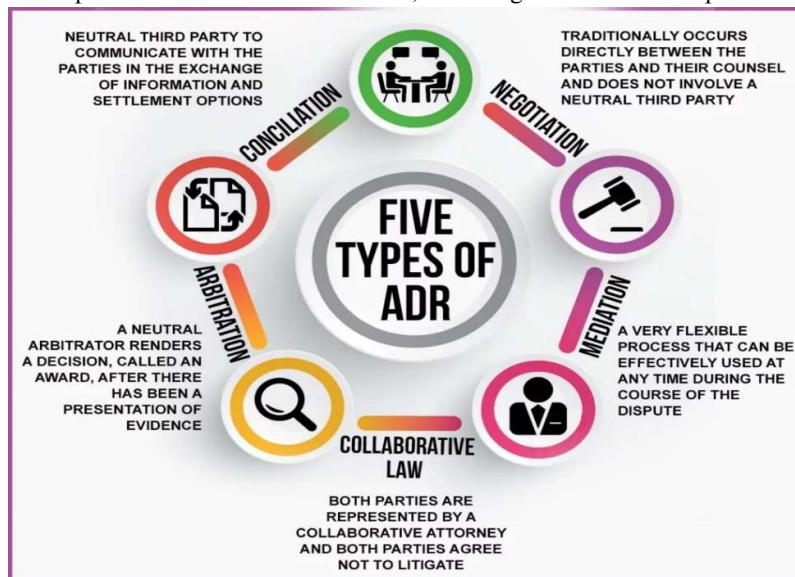 NEUTRAL THIRD PARTY TO
COMMUNICATE WITH THE
PARTIES IN THE EXCHANGE
OF INFORMATION AND
SETTLEMENT OPTIONS
TRADITIONALLY OCCURS
DIRECTLY BETWEEN THE
PARTIES AND THEIR COUNSEL
AND DOES NOT INVOLVE A
NEUTRAL THIRD PARTY
CONCILIATION
NEGOTIATION
FIVE
TYPES OF
ADR
ARBITRATION
MEDIATION
A NEUTRAL
ARBITRATOR RENDERS
A DECISION, CALLED AN
AWARD, AFTER THERE
HAS BEEN A
PRESENTATION OF
EVIDENCE
A VERY FLEXIBLE
PROCESS THAT CAN BE
EFFECTIVELY USED AT
ANY TIME DURING THE
COURSE OF THE
DISPUTE
COLLABORATIVE
LAW
BOTH PARTIES ARE
REPRESENTED BY A
COLLABORATIVE ATTORNEY
AND BOTH PARTIES AGREE
NOT TO LITIGATE